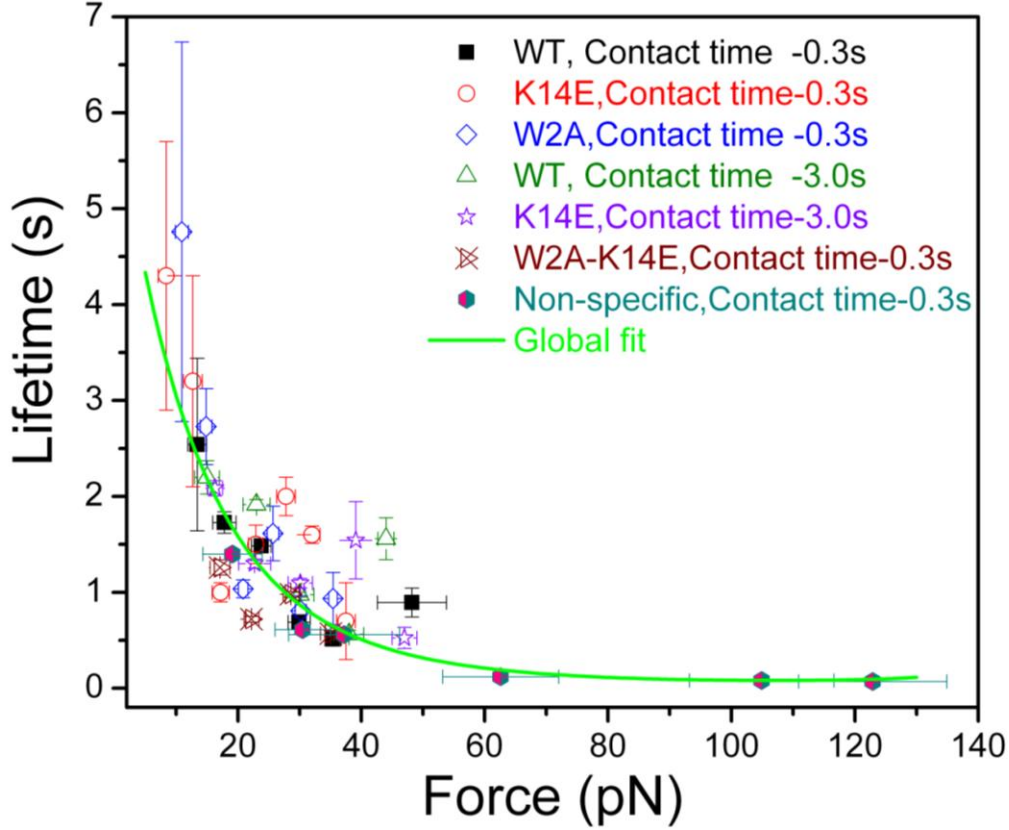 7
6
5
4
3
2
1
0
Lifetime (s)
WT, Contact time -0.3s
K14E,Contact time-0.3s
W2A,Contact time -0.3s
WT, Contact time -3.0s
K14E,Contact time-3.0s
W2A-K14E,Contact time-0.3s
Non-specific,Contact time-0.3s
Global fit
20 40 60 80 100 120 140
Force (pN)